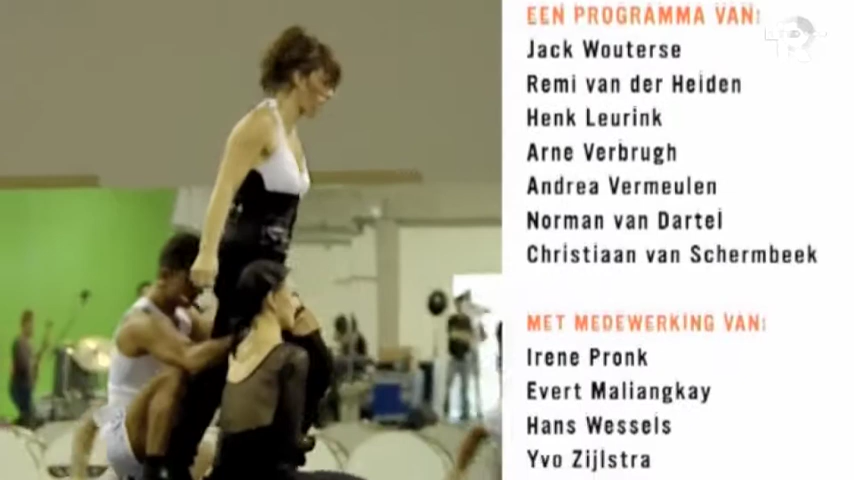 EEN PROGRAMMA VAN:
Jack Wouterse
Remi van der Heiden
Henk Leurink
Arne Verbrugh
Andrea Vermeulen
Norman van Dartel
Christiaan van Schermbeek
MET MEDEWERKING VAN:
Irene Pronk
Evert Maliangkay
Hans Wessels
Yvo Zijlstra